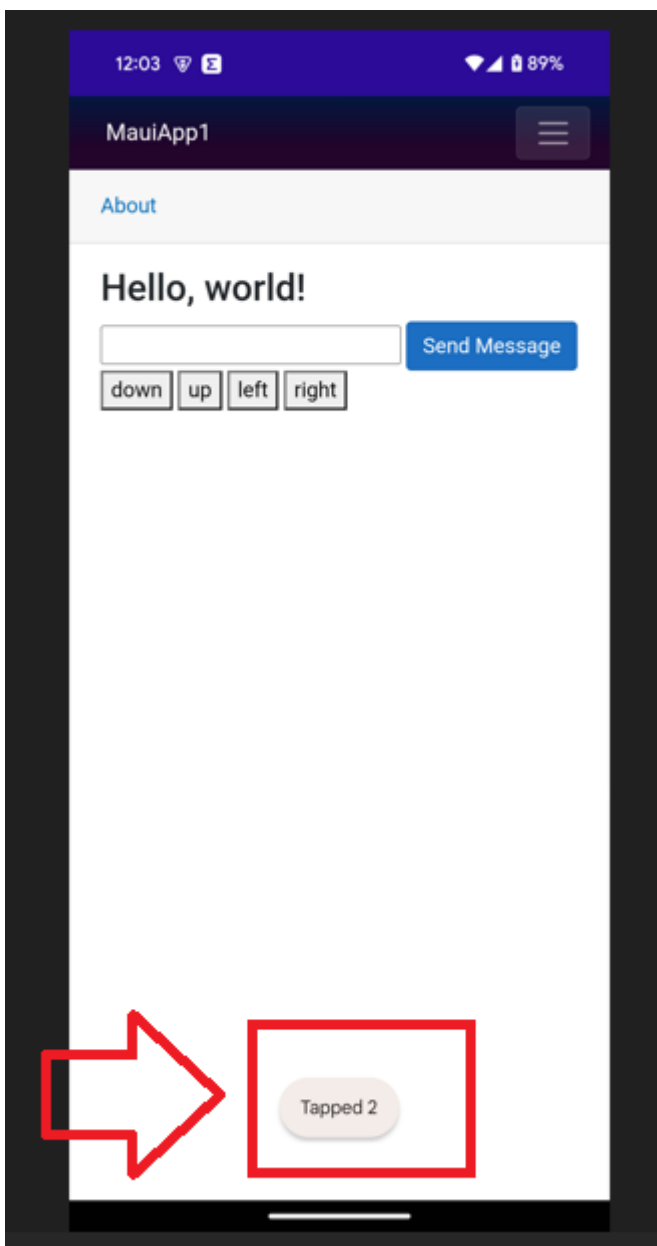 12:03 89%
MauiApp1
About
Hello, world!
Send Message
down up left right
Tapped 2